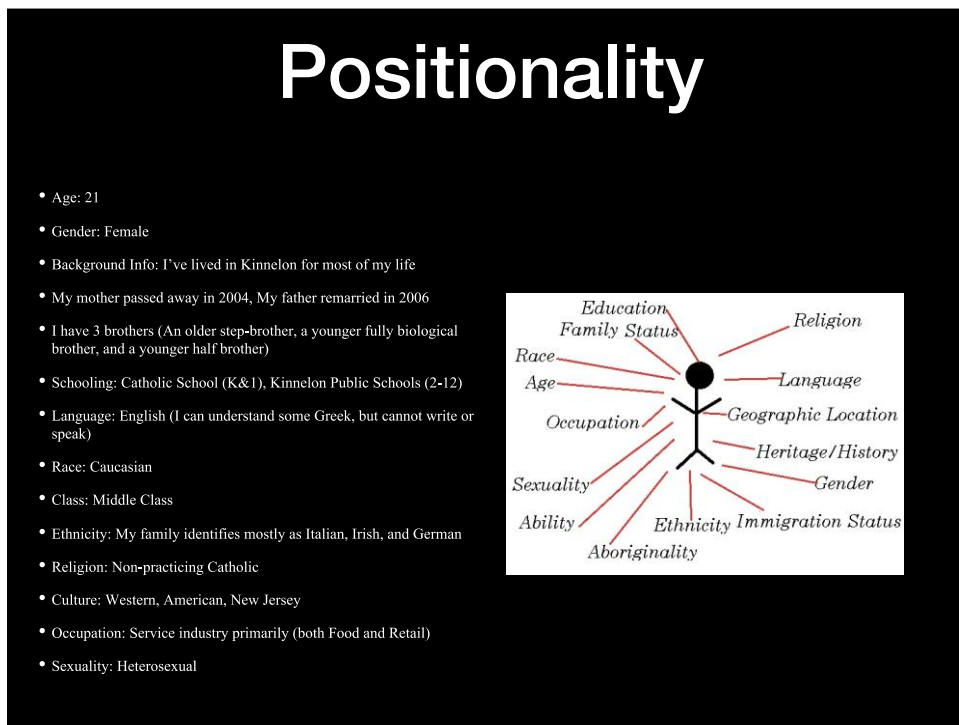 Positionality
• Age: 21
• Gender: Female
• Background Info: I’ve lived in Kinnelon for most of my life
• My mother passed away in 2004, My father remarried in 2006
• I have 3 brothers (An older step-brother, a younger fully biological
brother, and a younger half brother)
• Schooling: Catholic School (K&1), Kinnelon Public Schools (2-12)
• Language: English (I can understand some Greek, but cannot write or
speak)
• Race: Caucasian
• Class: Middle Class
• Ethnicity: My family identifies mostly as Italian, Irish, and German
• Religion: Non-practicing Catholic
• Culture: Western, American, New Jersey
• Occupation: Service industry primarily (both Food and Retail)
• Sexuality: Heterosexual
Education
Family Status
Race
Age
Occupation
Sexuality
Ability
Aboriginality
Ethnicity
Religion
Language
Geographic Location
Heritage/History
Gender
Immigration Status